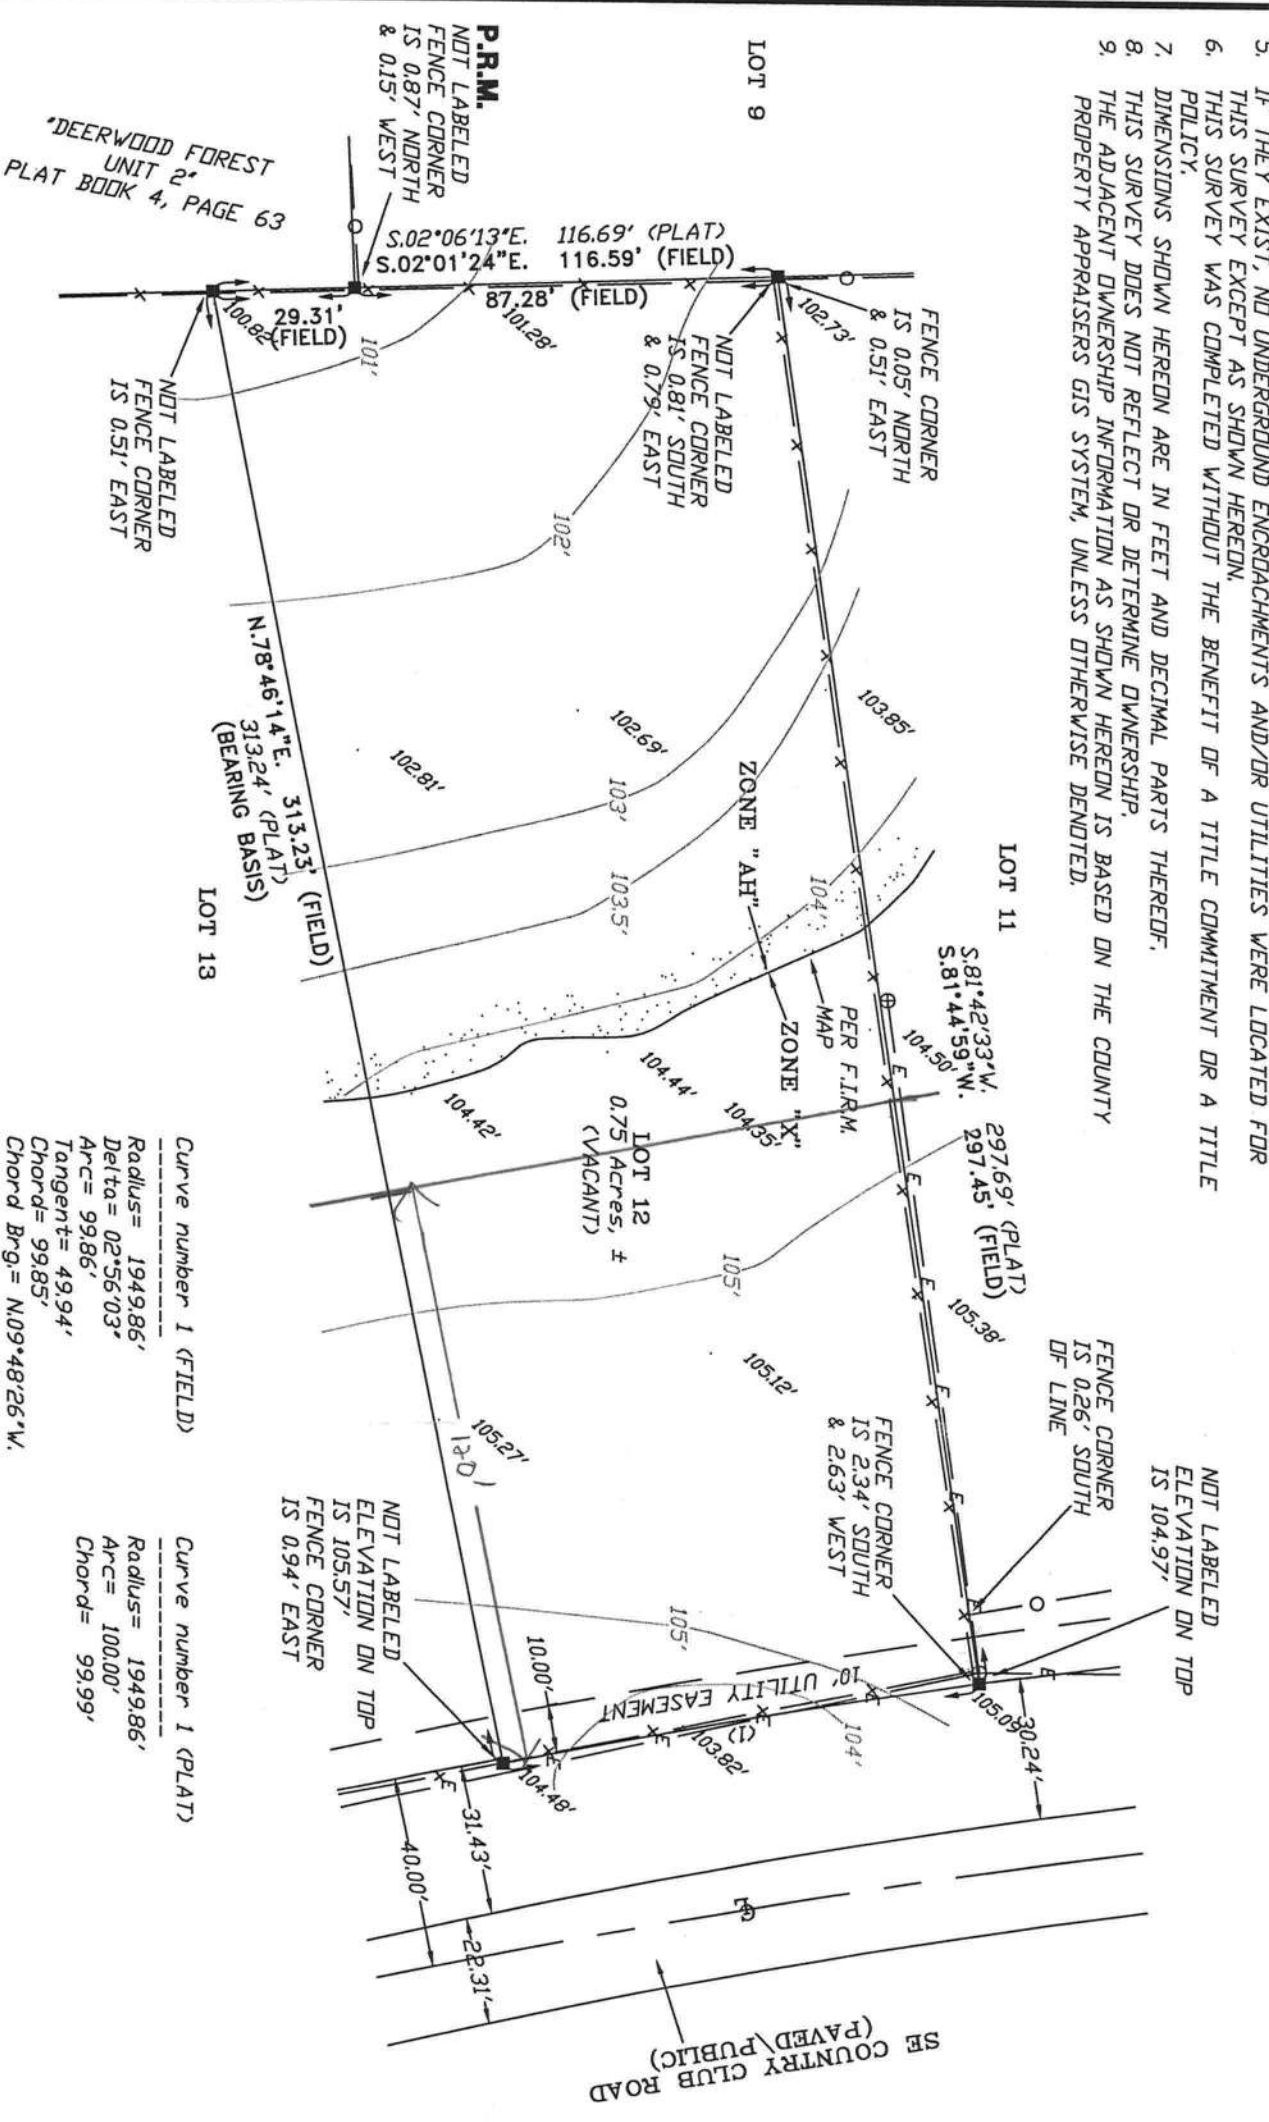 5. IF THEY EXIST, NO UNDERGROUND ENCROACHMENTS AND/OR UTILITIES WERE LOCATED FOR
THIS SURVEY EXCEPT AS SHOWN HEREON.
6. THIS SURVEY WAS COMPLETED WITHOUT THE BENEFIT OF A TITLE COMMITMENT OR A TITLE
POLICY.
7. DIMENSIONS SHOWN HEREON ARE IN FEET AND DECIMAL PARTS THEREOF.
8. THIS SURVEY DOES NOT REFLECT OR DETERMINE OWNERSHIP.
9. THE ADJACENT OWNERSHIP INFORMATION AS SHOWN HEREON IS BASED ON THE COUNTY
PROPERTY APPRAISERS GIS SYSTEM, UNLESS OTHERWISE DENOTED.
LOT 9
LOT 11
FENCE CORNER
IS 0.05' NORTH
& 0.51' EAST
NOT LABELED
FENCE CORNER
IS 0.81' SOUTH
& 0.79' EAST
P.R.M.
NOT LABELED
FENCE CORNER
IS 0.87' NORTH
& 0.15' WEST
S.02°06'13"E. 116.69' (PLAT)
S.02°01'24"E. 116.59' (FIELD)
87.28' (FIELD)
29.31'
(FIELD)
"DEERWOOD FOREST
UNIT 2"
PLAT BOOK 4, PAGE 63
NOT LABELED
FENCE CORNER
IS 0.51' EAST
102.73'
101.28'
100.82'
101'
102'
103'
103.5'
104'
103.85'
102.69'
102.81'
ZONE "AH"
ZONE "X"
PER F.I.R.M.
MAP
S.81°42'33"W. 297.69' (PLAT)
S.81°44'59"W. 297.45' (FIELD)
104.50'
104.44'
104.35'
104.42'
LOT 12
0.75 Acres, ±
(VACANT)
N.78°46'14"E. 313.23' (FIELD)
313.24' (PLAT)
(BEARING BASIS)
LOT 13
105'
105.38'
105.12'
105.27'
120'
FENCE CORNER
IS 0.26' SOUTH
OF LINE
NOT LABELED
ELEVATION ON TOP
IS 104.97'
FENCE CORNER
IS 2.34' SOUTH
& 2.63' WEST
NOT LABELED
ELEVATION ON TOP
IS 105.57'
FENCE CORNER
IS 0.94' EAST
105'
104'
10.00'
10' UTILITY EASEMENT
(1)
105.09'
103.82'
104.48'
30.24'
31.43'
40.00'
22.31'
E
E
E
E
E
E
E
E
E
E
E
CL
SE COUNTRY CLUB ROAD
(PAVED/PUBLIC)
Curve number 1 (FIELD)
Radius= 1949.86'
Delta= 02°56'03"
Arc= 99.86'
Tangent= 49.94'
Chord= 99.85'
Chord Brg.= N.09°48'26"W.
Curve number 1 (PLAT)
Radius= 1949.86'
Arc= 100.00'
Chord= 99.99'